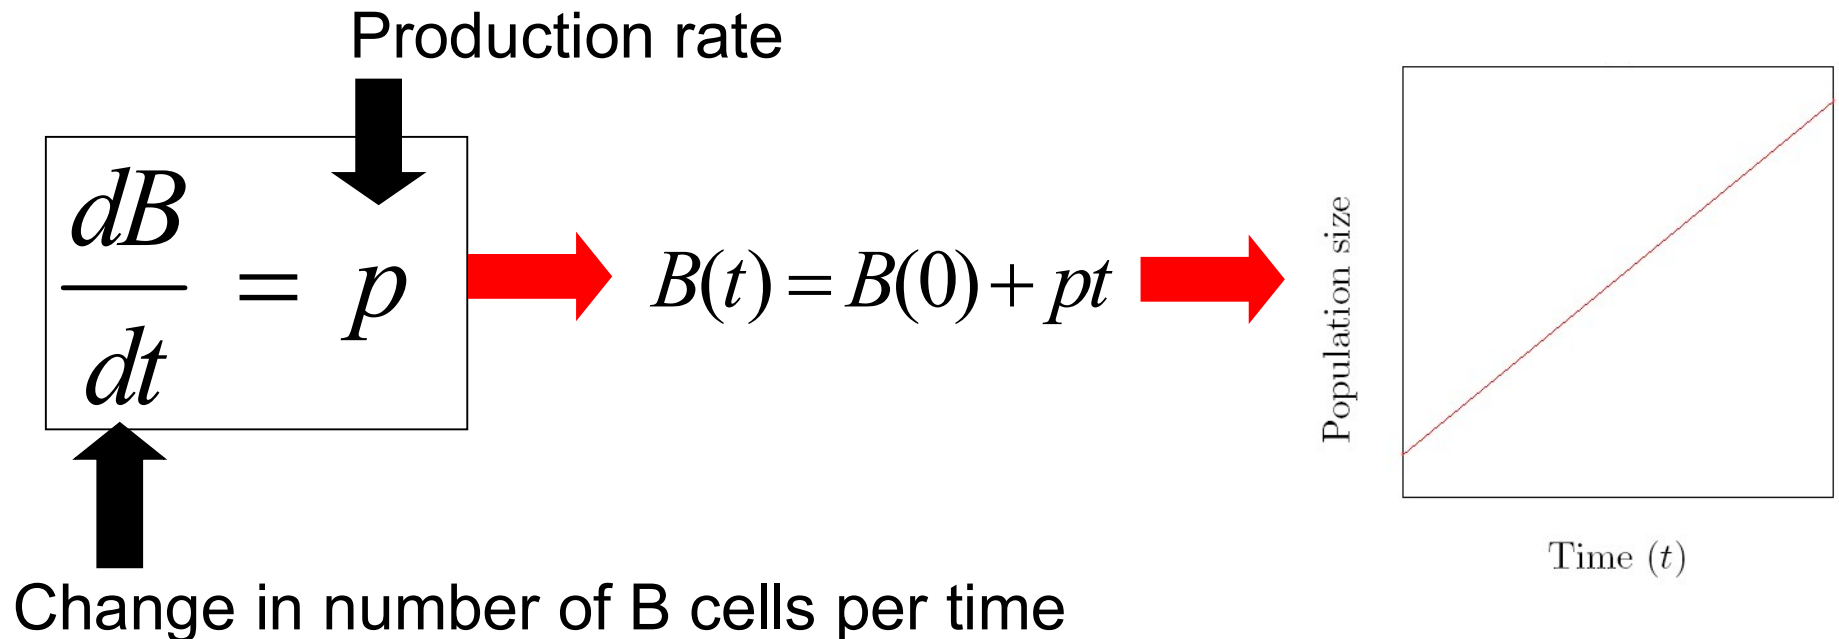 Production rate
dB/dt = p
B(t) = B(0) + pt
Population size
Time (t)
Change in number of B cells per time